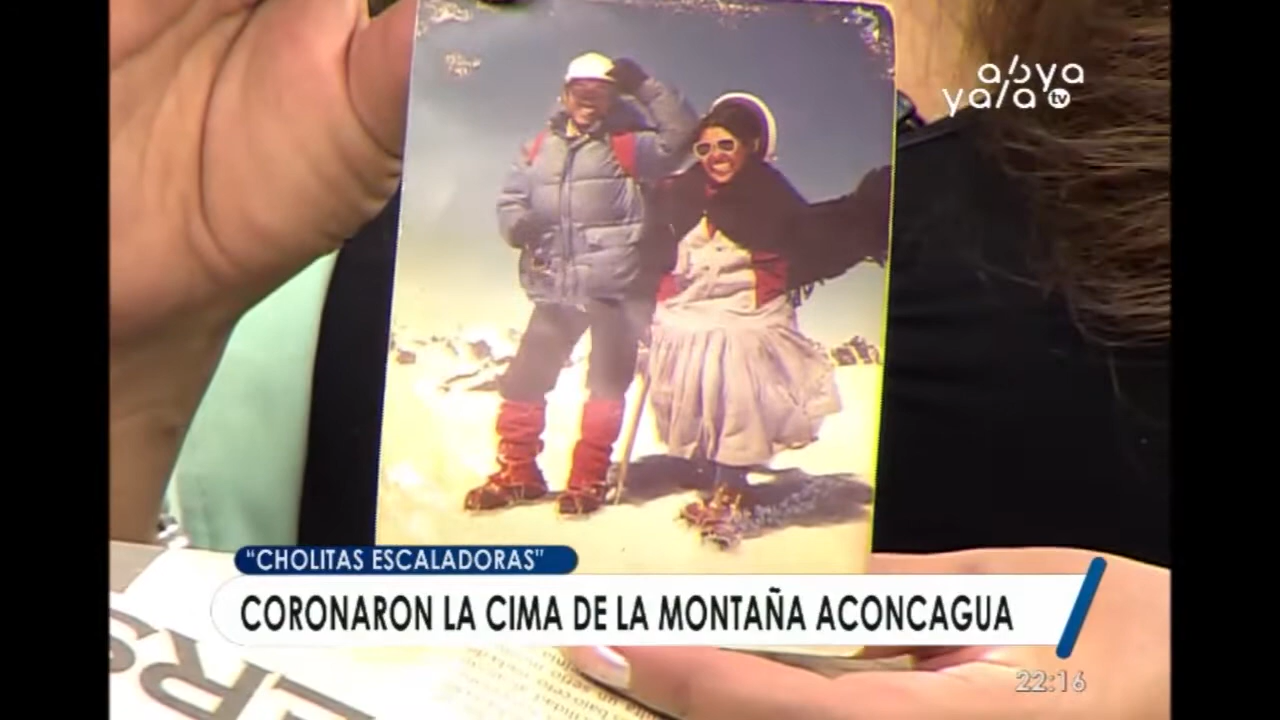 abya
yala tv
"CHOLITAS ESCALADORAS"
CORONARON LA CIMA DE LA MONTAÑA ACONCAGUA
22:16